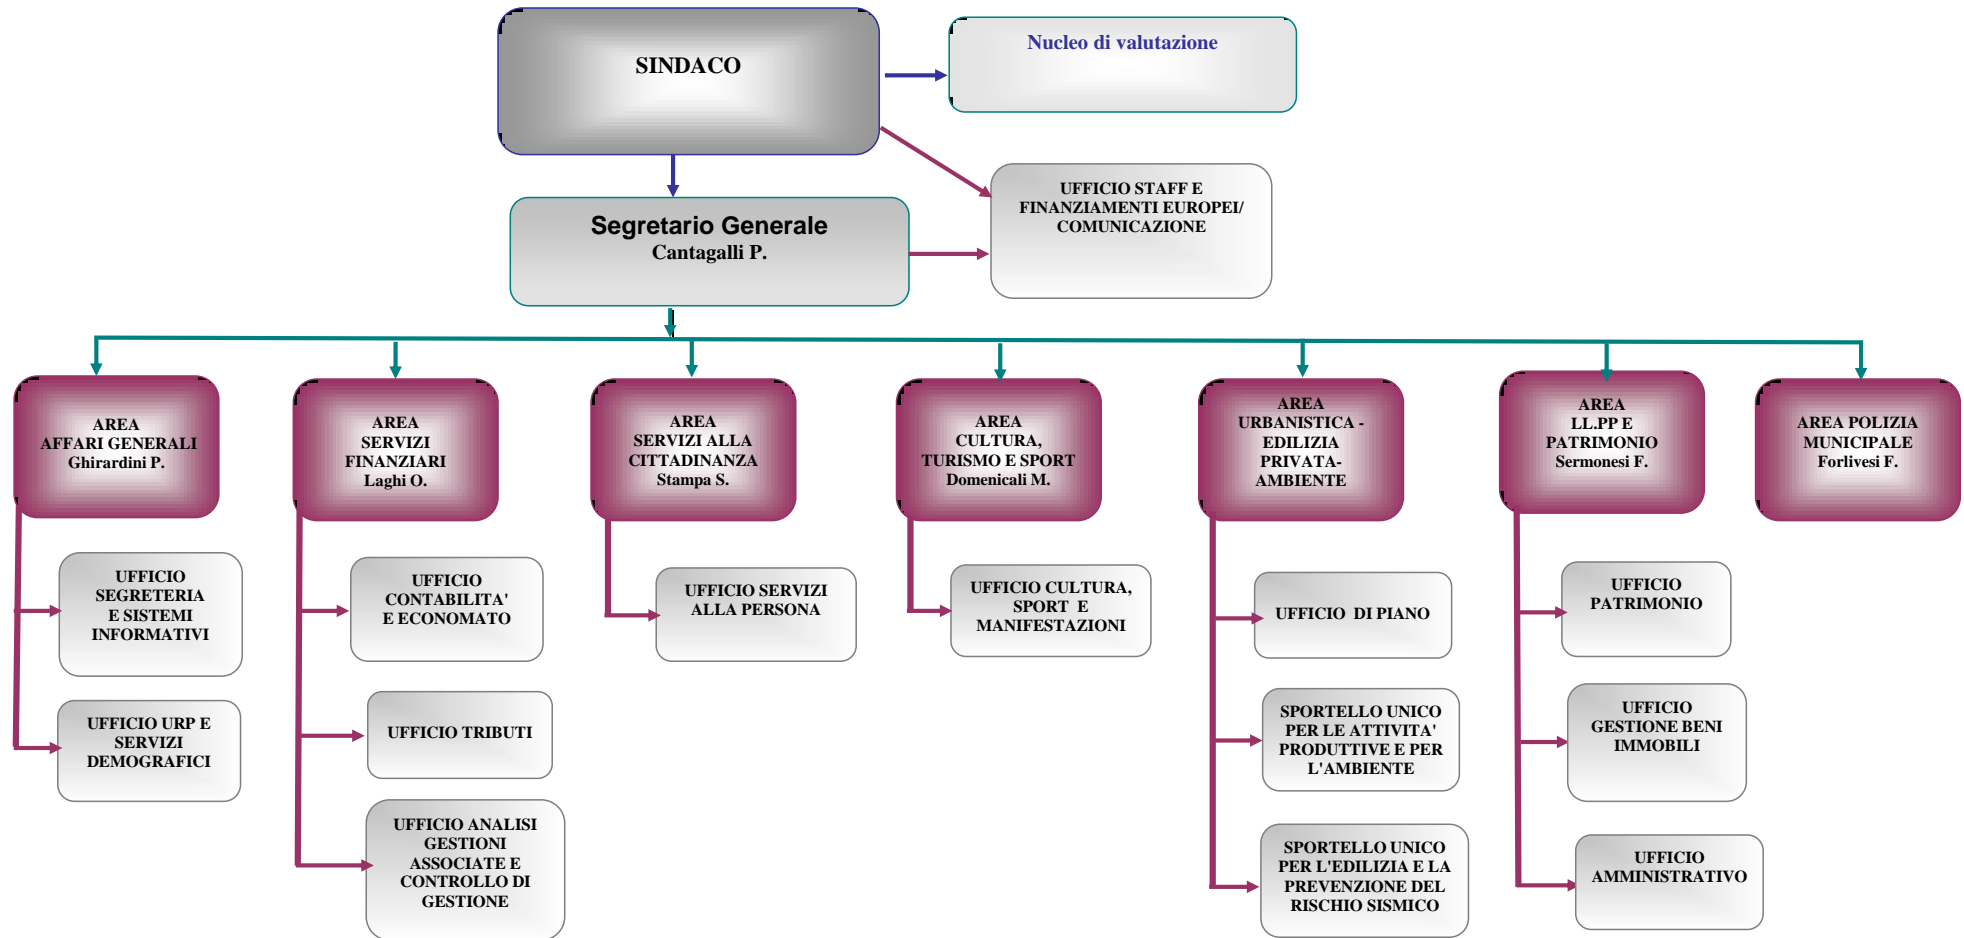 SINDACO
Nucleo di valutazione
UFFICIO STAFF E
FINANZIAMENTI EUROPEI/
COMUNICAZIONE
Segretario Generale
Cantagalli P.
AREA
AFFARI GENERALI
Ghirardini P.
AREA
SERVIZI
FINANZIARI
Laghi O.
AREA
SERVIZI ALLA
CITTADINANZA
Stampa S.
AREA
CULTURA,
TURISMO E SPORT
Domenicali M.
AREA
URBANISTICA -
EDILIZIA
PRIVATA-
AMBIENTE
AREA
LL.PP E
PATRIMONIO
Sermonesi F.
AREA POLIZIA
MUNICIPALE
Forlivesi F.
UFFICIO
SEGRETERIA
E SISTEMI
INFORMATIVI
UFFICIO URP E
SERVIZI
DEMOGRAFICI
UFFICIO
CONTABILITA'
E ECONOMATO
UFFICIO TRIBUTI
UFFICIO ANALISI
GESTIONI
ASSOCIATE E
CONTROLLO DI
GESTIONE
UFFICIO SERVIZI
ALLA PERSONA
UFFICIO CULTURA,
SPORT E
MANIFESTAZIONI
UFFICIO DI PIANO
SPORTELLO UNICO
PER LE ATTIVITA'
PRODUTTIVE E PER
L'AMBIENTE
SPORTELLO UNICO
PER L'EDILIZIA E LA
PREVENZIONE DEL
RISCHIO SISMICO
UFFICIO
PATRIMONIO
UFFICIO
GESTIONE BENI
IMMOBILI
UFFICIO
AMMINISTRATIVO